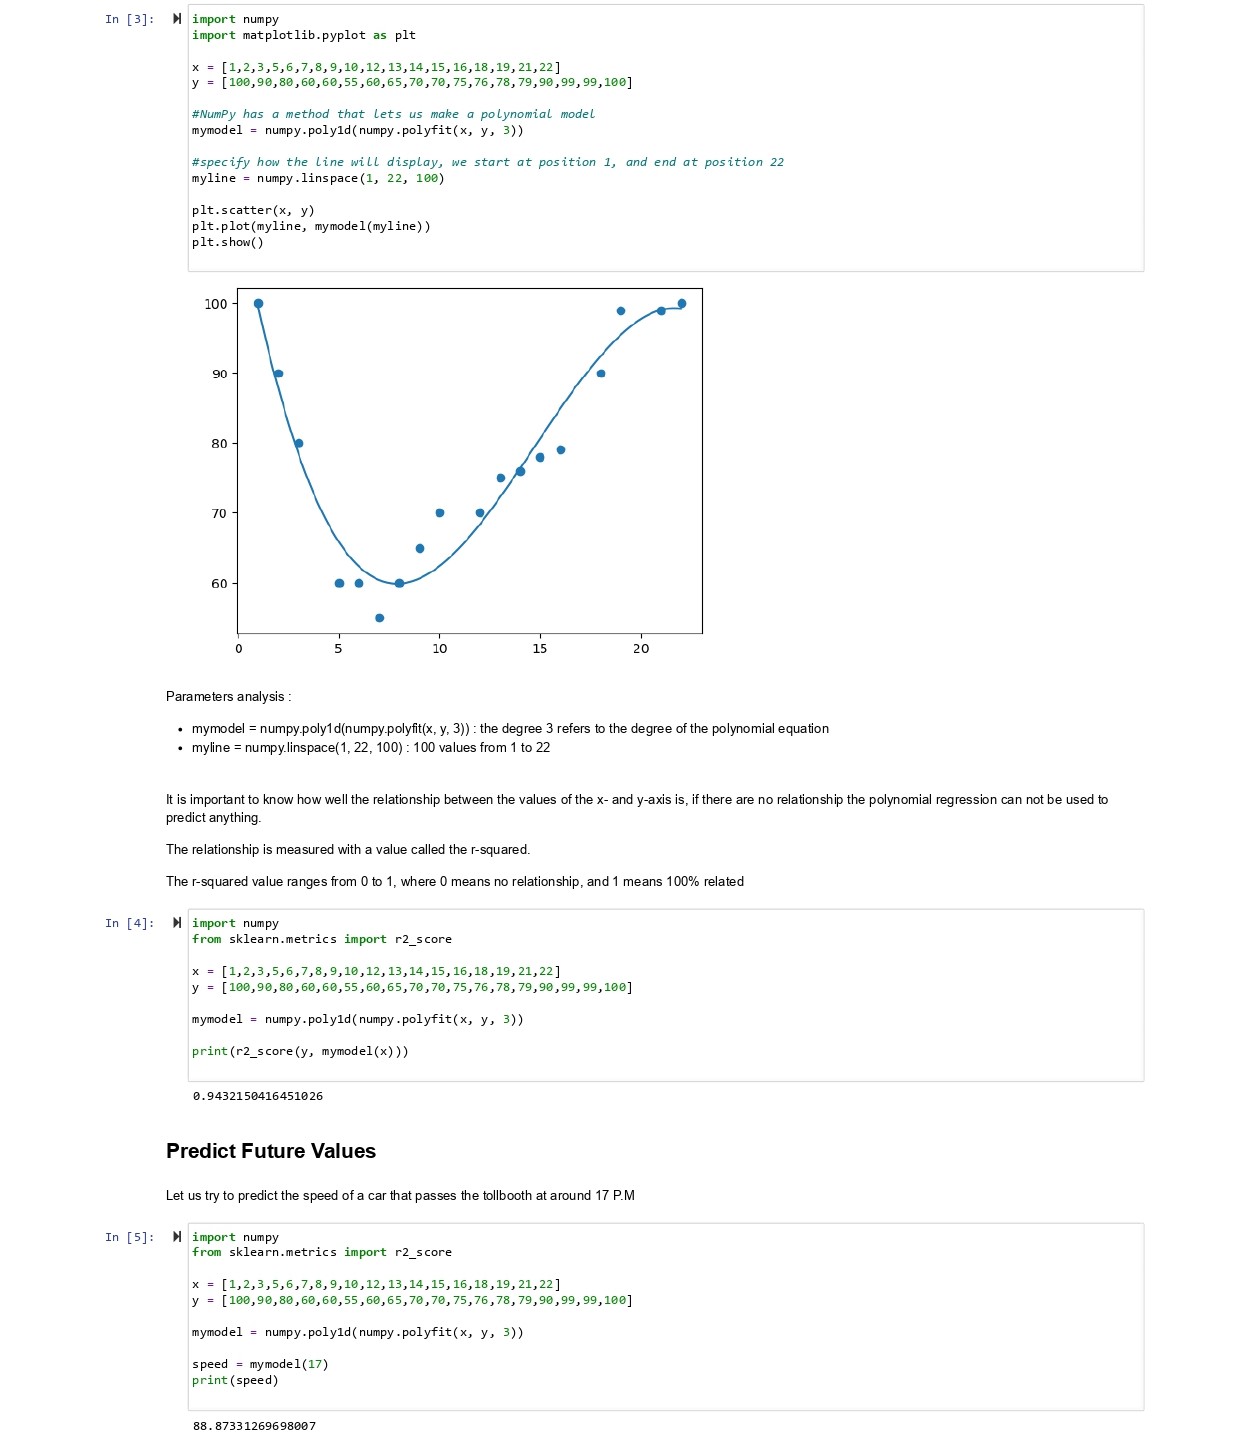 In [3]:
import numpy
import matplotlib.pyplot as plt
x = [1,2,3,5,6,7,8,9,10,12,13,14,15,16,18,19,21,22]
y = [100,90,80,60,60,55,60,65,70,70,75,76,78,79,90,99,99,100]
#NumPy has a method that lets us make a polynomial model
mymodel = numpy.poly1d(numpy.polyfit(x, y, 3))
#specify how the line will display, we start at position 1, and end at position 22
myline = numpy.linspace(1, 22, 100)
plt.scatter(x, y)
plt.plot(myline, mymodel(myline))
plt.show()
100
90
80
70
60
0 5 10 15 20
Parameters analysis :
• mymodel = numpy.poly1d(numpy.polyfit(x, y, 3)) : the degree 3 refers to the degree of the polynomial equation
• myline = numpy.linspace(1, 22, 100) : 100 values from 1 to 22
It is important to know how well the relationship between the values of the x- and y-axis is, if there are no relationship the polynomial regression can not be used to
predict anything.
The relationship is measured with a value called the r-squared.
The r-squared value ranges from 0 to 1, where 0 means no relationship, and 1 means 100% related
In [4]:
import numpy
from sklearn.metrics import r2_score
x = [1,2,3,5,6,7,8,9,10,12,13,14,15,16,18,19,21,22]
y = [100,90,80,60,60,55,60,65,70,70,75,76,78,79,90,99,99,100]
mymodel = numpy.poly1d(numpy.polyfit(x, y, 3))
print(r2_score(y, mymodel(x)))
0.9432150416451026
Predict Future Values
Let us try to predict the speed of a car that passes the tollbooth at around 17 P.M
In [5]:
import numpy
from sklearn.metrics import r2_score
x = [1,2,3,5,6,7,8,9,10,12,13,14,15,16,18,19,21,22]
y = [100,90,80,60,60,55,60,65,70,70,75,76,78,79,90,99,99,100]
mymodel = numpy.poly1d(numpy.polyfit(x, y, 3))
speed = mymodel(17)
print(speed)
88.87331269698007